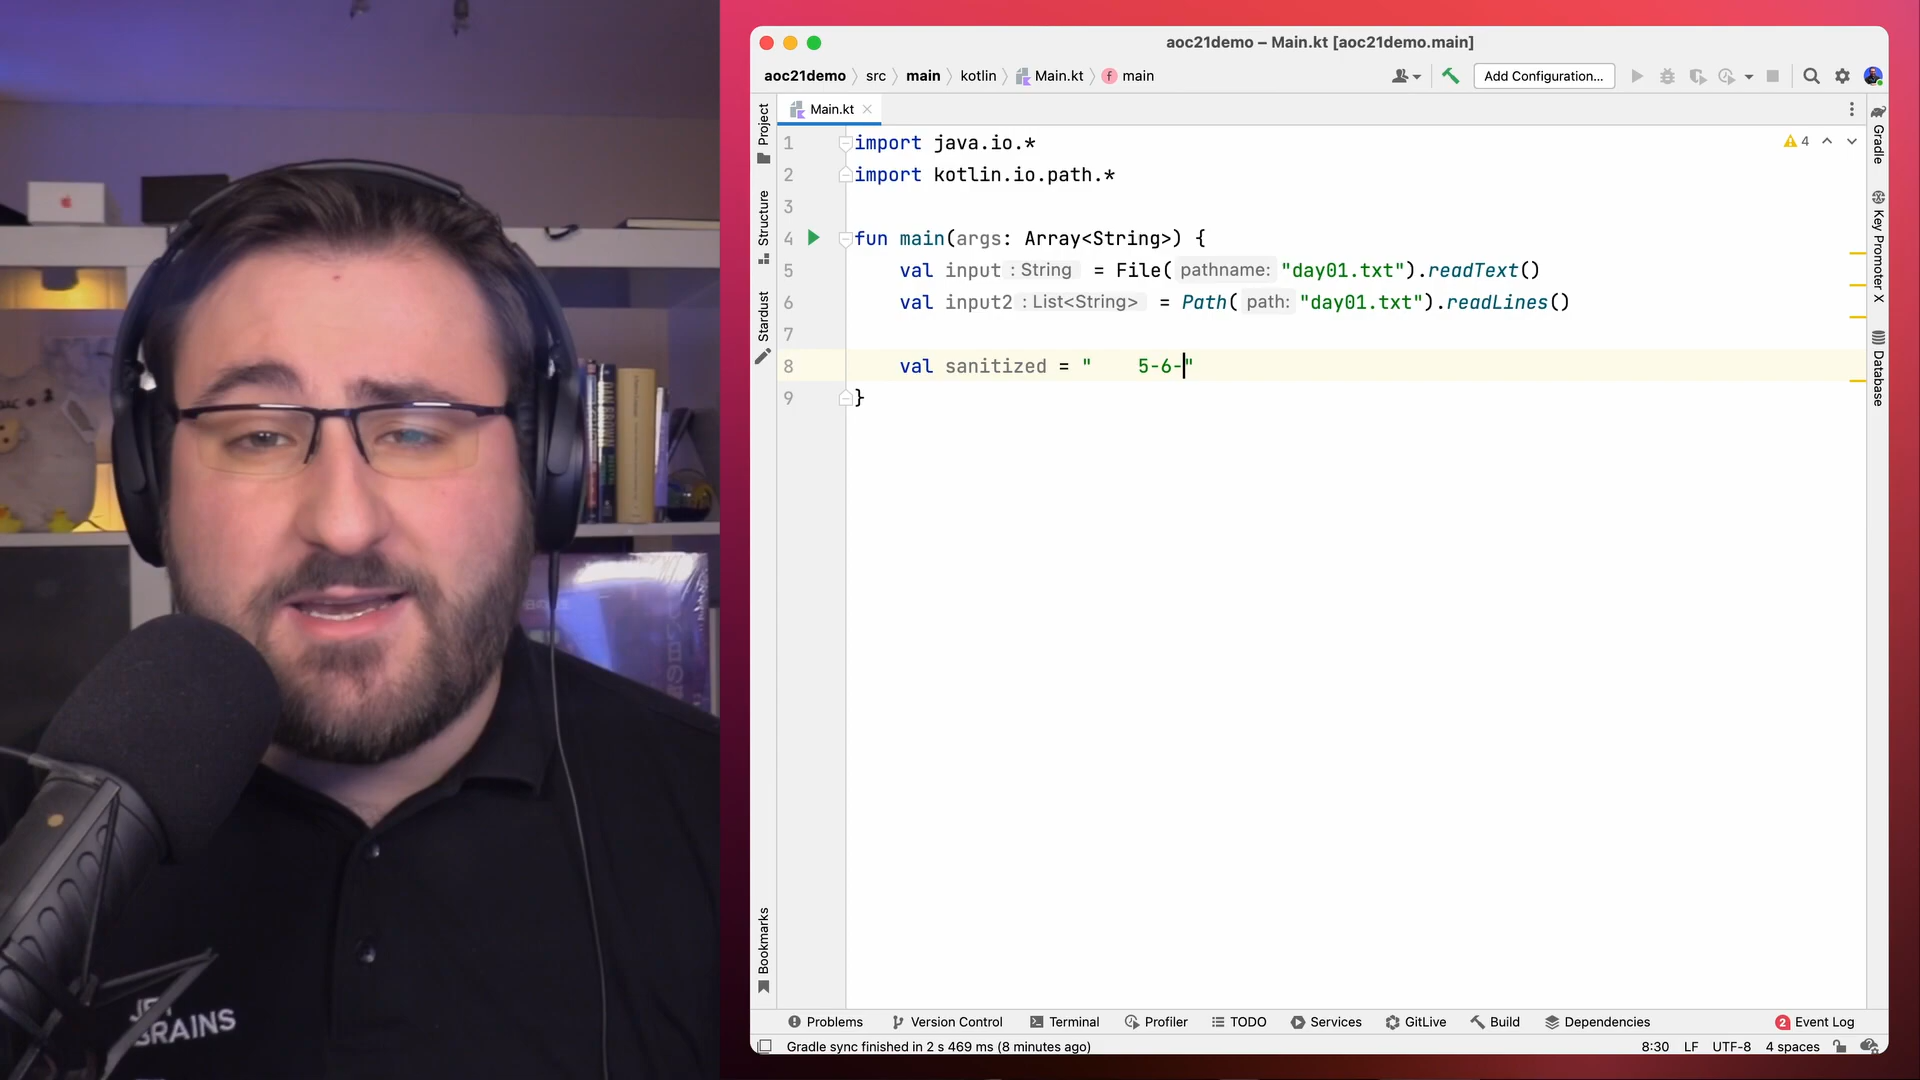 aoc21demo – Main.kt [aoc21demo.main]
aoc21demo src main kotlin Main.kt main
Add Configuration...
Main.kt
4
Project
Structure
Stardust
Bookmarks
1 import java.io.*
2 import kotlin.io.path.*
3
4 fun main(args: Array<String>) {
5 val input : String = File( pathname: "day01.txt").readText()
6 val input2 : List<String> = Path( path: "day01.txt").readLines()
7
8 val sanitized = "    5-6-"
9 }
Gradle
Key Promoter X
Database
Problems Version Control Terminal Profiler TODO Services GitLive Build Dependencies 2 Event Log
Gradle sync finished in 2 s 469 ms (8 minutes ago) 8:30 LF UTF-8 4 spaces
JET
BRAINS